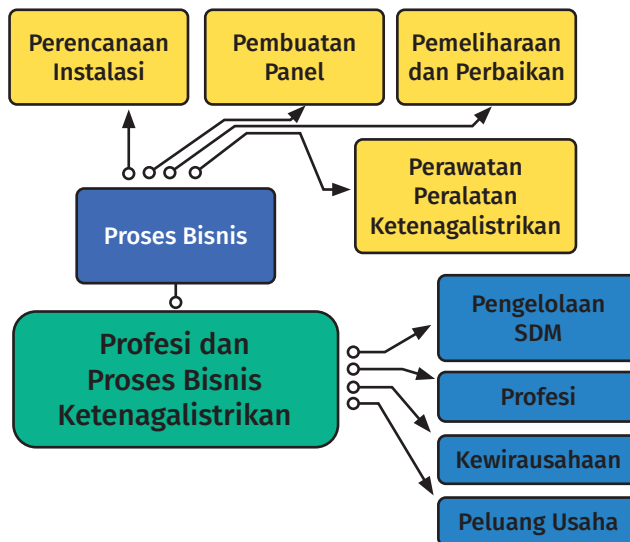 Perencanaan
Instalasi
Pembuatan
Panel
Pemeliharaan
dan Perbaikan
Perawatan
Peralatan
Ketenagalistrikan
Proses Bisnis
Profesi dan
Proses Bisnis
Ketenagalistrikan
Pengelolaan
SDM
Profesi
Kewirausahaan
Peluang Usaha